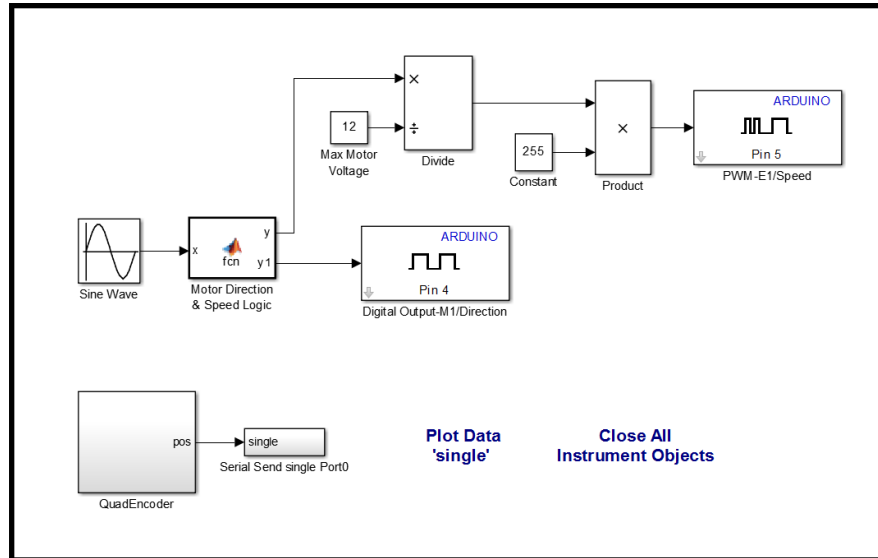 ×
÷
Divide
12
Max Motor
Voltage
255
Constant
×
Product
ARDUINO
Pin 5
PWM-E1/Speed
Sine Wave
x
fcn
y
y1
Motor Direction
& Speed Logic
ARDUINO
Pin 4
Digital Output-M1/Direction
pos
QuadEncoder
single
Serial Send single Port0
Plot Data
'single'
Close All
Instrument Objects